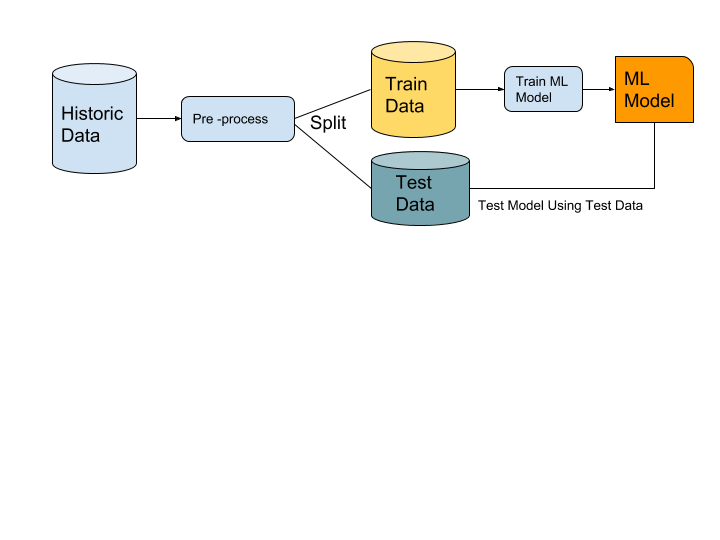 Historic
Data
Pre -process
Split
Train
Data
Train ML
Model
ML
Model
Test
Data
Test Model Using Test Data